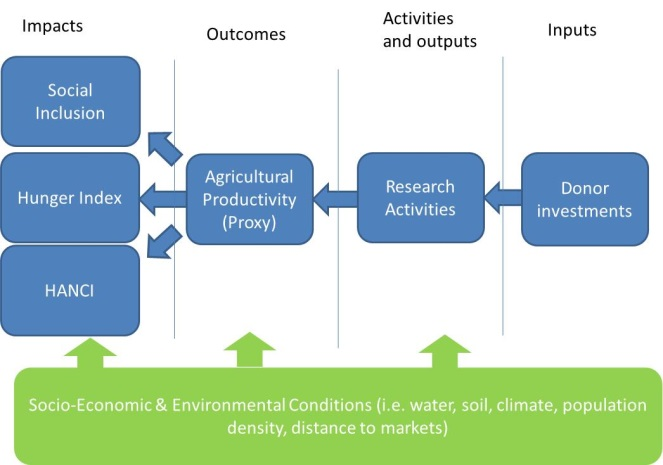 Impacts
Outcomes
Activities
and outputs
Inputs
Social
Inclusion
Hunger Index
HANCI
Agricultural
Productivity
(Proxy)
Research
Activities
Donor
investments
Socio-Economic & Environmental Conditions (i.e. water, soil, climate, population
density, distance to markets)